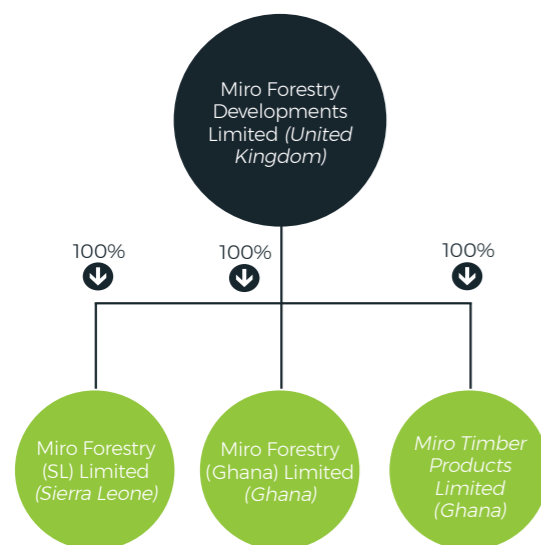 Miro Forestry
Developments
Limited (United
Kingdom)
100%
100%
100%
Miro Forestry
(SL) Limited
(Sierra Leone)
Miro Forestry
(Ghana) Limited
(Ghana)
Miro Timber
Products
Limited
(Ghana)